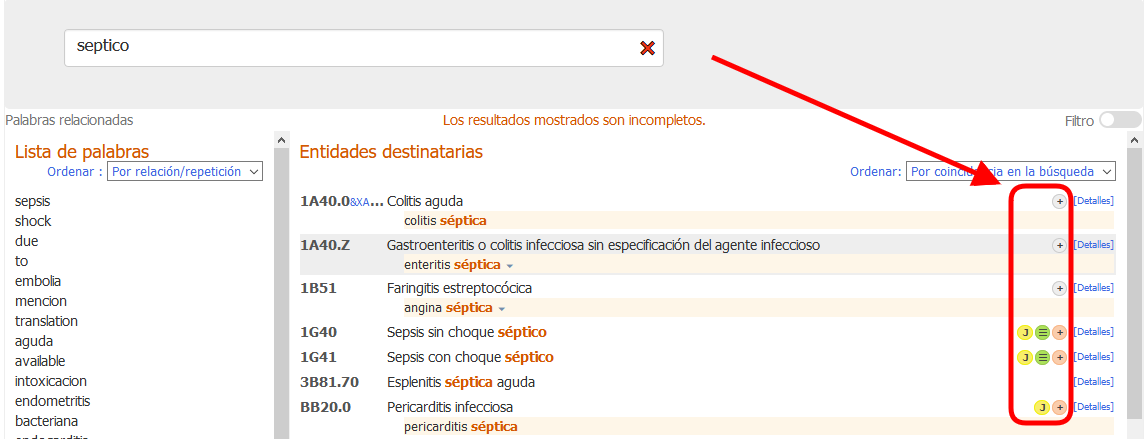 septico
Palabras relacionadas
Los resultados mostrados son incompletos.
Filtro
Lista de palabras
Ordenar : Por relación/repetición
sepsis
shock
due
to
embolia
mencion
translation
aguda
available
intoxicacion
endometritis
bacteriana
Entidades destinatarias
Ordenar: Por coincidencia en la búsqueda
1A40.0&XA... Colitis aguda + [Detalles]
colitis séptica
1A40.Z Gastroenteritis o colitis infecciosa sin especificación del agente infeccioso + [Detalles]
enteritis séptica
1B51 Faringitis estreptocócica + [Detalles]
angina séptica
1G40 Sepsis sin choque séptico J + [Detalles]
1G41 Sepsis con choque séptico J + [Detalles]
3B81.70 Esplenitis séptica aguda [Detalles]
BB20.0 Pericarditis infecciosa J + [Detalles]
pericarditis séptica